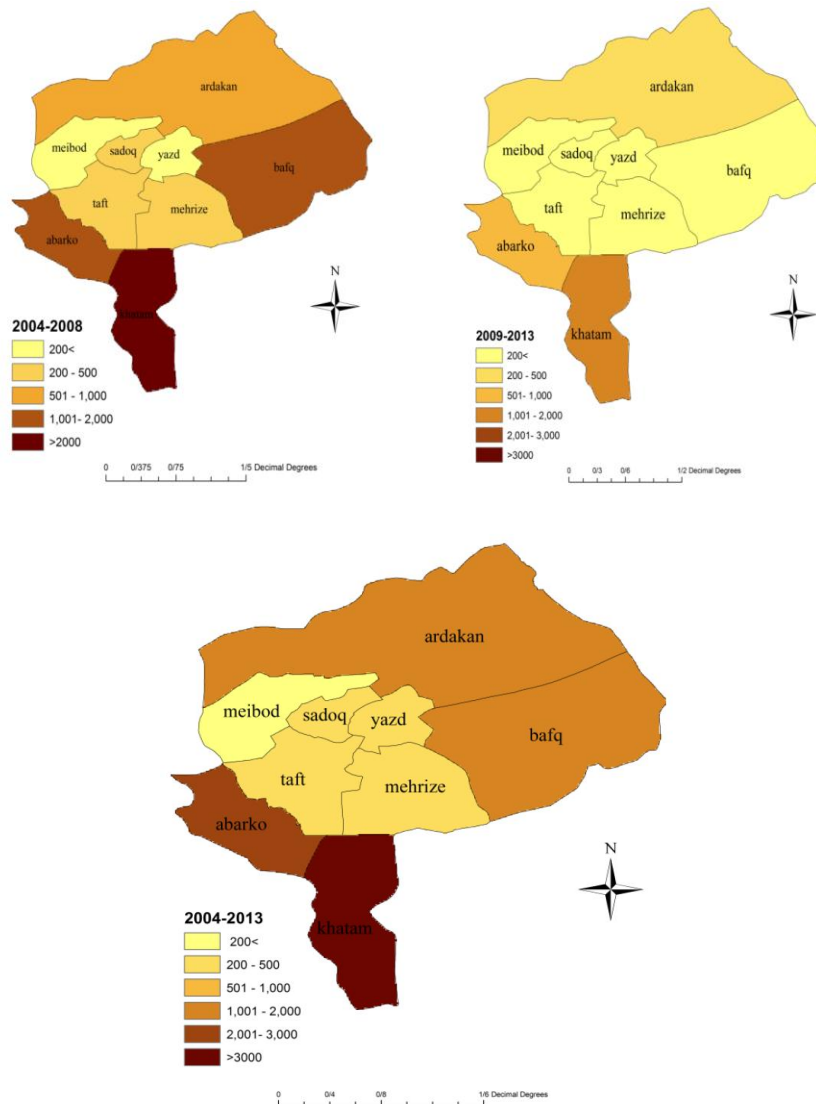 ardakan
meibod
sadoq
yazd
bafq
taft
mehrize
abarko
khatam
N
2004-2008
200<
200 - 500
501 - 1,000
1,001- 2,000
>2000
0 0/375 0/75 1/5 Decimal Degrees
ardakan
meibod
sadoq
yazd
bafq
taft
mehrize
abarko
khatam
N
2009-2013
200<
200 - 500
501- 1,000
1,001 - 2,000
2,001- 3,000
>3000
0 0/3 0/6 1/2 Decimal Degrees
ardakan
meibod
sadoq
yazd
bafq
taft
mehrize
abarko
khatam
N
2004-2013
200<
200 - 500
501 - 1,000
1,001 - 2,000
2,001- 3,000
>3000
0 0/4 0/8 1/6 Decimal Degrees